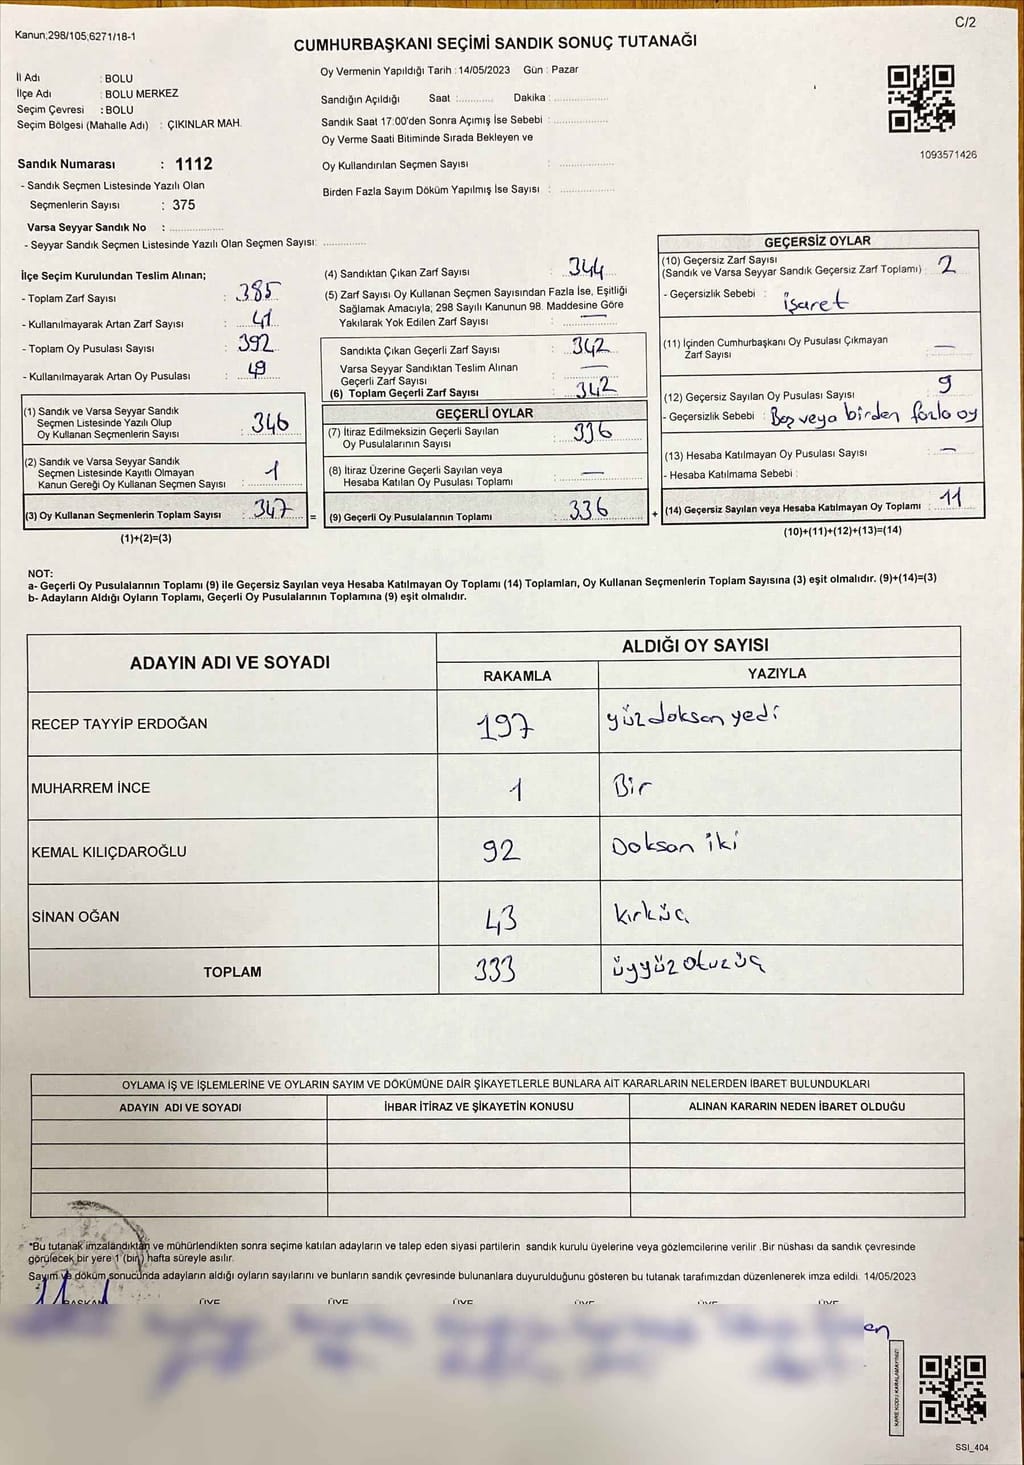 Kanun;298/105,6271/18-1
C/2
CUMHURBAŞKANI SEÇİMİ SANDIK SONUÇ TUTANAĞI
İl Adı : BOLU
İlçe Adı : BOLU MERKEZ
Seçim Çevresi : BOLU
Seçim Bölgesi (Mahalle Adı) : ÇIKINLAR MAH.
Sandık Numarası : 1112
- Sandık Seçmen Listesinde Yazılı Olan
Seçmenlerin Sayısı : 375
Varsa Seyyar Sandık No : ...............
- Seyyar Sandık Seçmen Listesinde Yazılı Olan Seçmen Sayısı: ............
Oy Vermenin Yapıldığı Tarih : 14/05/2023 Gün : Pazar
Sandığın Açıldığı Saat :........... Dakika :................
Sandık Saat 17:00'den Sonra Açımış İse Sebebi : ................
Oy Verme Saati Bitiminde Sırada Bekleyen ve
Oy Kullandırılan Seçmen Sayısı : ................
Birden Fazla Sayım Döküm Yapılmış İse Sayısı : ................
1093571426
İlçe Seçim Kurulundan Teslim Alınan;
- Toplam Zarf Sayısı : 385
- Kullanılmayarak Artan Zarf Sayısı : 41
- Toplam Oy Pusulası Sayısı : 392
- Kullanılmayarak Artan Oy Pusulası : 49
(1) Sandık ve Varsa Seyyar Sandık
Seçmen Listesinde Yazılı Olup
Oy Kullanan Seçmenlerin Sayısı : 346
(2) Sandık ve Varsa Seyyar Sandık
Seçmen Listesinde Kayıtlı Olmayan
Kanun Gereği Oy Kullanan Seçmen Sayısı : 1
(3) Oy Kullanan Seçmenlerin Toplam Sayısı : 347
(1)+(2)=(3)
=
(4) Sandıktan Çıkan Zarf Sayısı : 344
(5) Zarf Sayısı Oy Kullanan Seçmen Sayısından Fazla İse, Eşitliği
Sağlamak Amacıyla; 298 Sayılı Kanunun 98. Maddesine Göre
Yakılarak Yok Edilen Zarf Sayısı : —
Sandıkta Çıkan Geçerli Zarf Sayısı : 342
Varsa Seyyar Sandıktan Teslim Alınan
Geçerli Zarf Sayısı : —
(6) Toplam Geçerli Zarf Sayısı : 342
GEÇERLİ OYLAR
(7) İtiraz Edilmeksizin Geçerli Sayılan
Oy Pusulalarının Sayısı : 336
(8) İtiraz Üzerine Geçerli Sayılan veya
Hesaba Katılan Oy Pusulası Toplamı : —
(9) Geçerli Oy Pusulalarının Toplamı : 336
+
GEÇERSİZ OYLAR
(10) Geçersiz Zarf Sayısı
(Sandık ve Varsa Seyyar Sandık Geçersiz Zarf Toplamı) : 2
- Geçersizlik Sebebi : işaret
(11) İçinden Cumhurbaşkanı Oy Pusulası Çıkmayan
Zarf Sayısı : —
(12) Geçersiz Sayılan Oy Pusulası Sayısı : 9
- Geçersizlik Sebebi : Boş veya birden fazla oy
(13) Hesaba Katılmayan Oy Pusulası Sayısı : —
- Hesaba Katılmama Sebebi :
(14) Geçersiz Sayılan veya Hesaba Katılmayan Oy Toplamı : 11
(10)+(11)+(12)+(13)=(14)
NOT:
a- Geçerli Oy Pusulalarının Toplamı (9) ile Geçersiz Sayılan veya Hesaba Katılmayan Oy Toplamı (14) Toplamları, Oy Kullanan Seçmenlerin Toplam Sayısına (3) eşit olmalıdır. (9)+(14)=(3)
b- Adayların Aldığı Oyların Toplamı, Geçerli Oy Pusulalarının Toplamına (9) eşit olmalıdır.
ADAYIN ADI VE SOYADI
ALDIĞI OY SAYISI
RAKAMLA YAZIYLA
RECEP TAYYİP ERDOĞAN 197 yüzdoksan yedi
MUHARREM İNCE 1 Bir
KEMAL KILIÇDAROĞLU 92 Doksan iki
SİNAN OĞAN 43 kırküç
TOPLAM 333 üyyüz otuzüç
OYLAMA İŞ VE İŞLEMLERİNE VE OYLARIN SAYIM VE DÖKÜMÜNE DAİR ŞİKAYETLERLE BUNLARA AİT KARARLARIN NELERDEN İBARET BULUNDUKLARI
ADAYIN ADI VE SOYADI İHBAR İTİRAZ VE ŞİKAYETİN KONUSU ALINAN KARARIN NEDEN İBARET OLDUĞU
*Bu tutanak imzalandıktan ve mühürlendikten sonra seçime katılan adayların ve talep eden siyasi partilerin sandık kurulu üyelerine veya gözlemcilerine verilir .Bir nüshası da sandık çevresinde
görülecek bir yere 1 (bir) hafta süreyle asılır.
Sayım ve döküm sonucunda adayların aldığı oyların sayılarını ve bunların sandık çevresinde bulunanlara duyurulduğunu gösteren bu tutanak tarafımızdan düzenlenerek imza edildi. 14/05/2023
BAŞKAN ÜYE ÜYE ÜYE ÜYE ÜYE ÜYE
KARE KODU KARALAMAYINIZ!
SSI_404